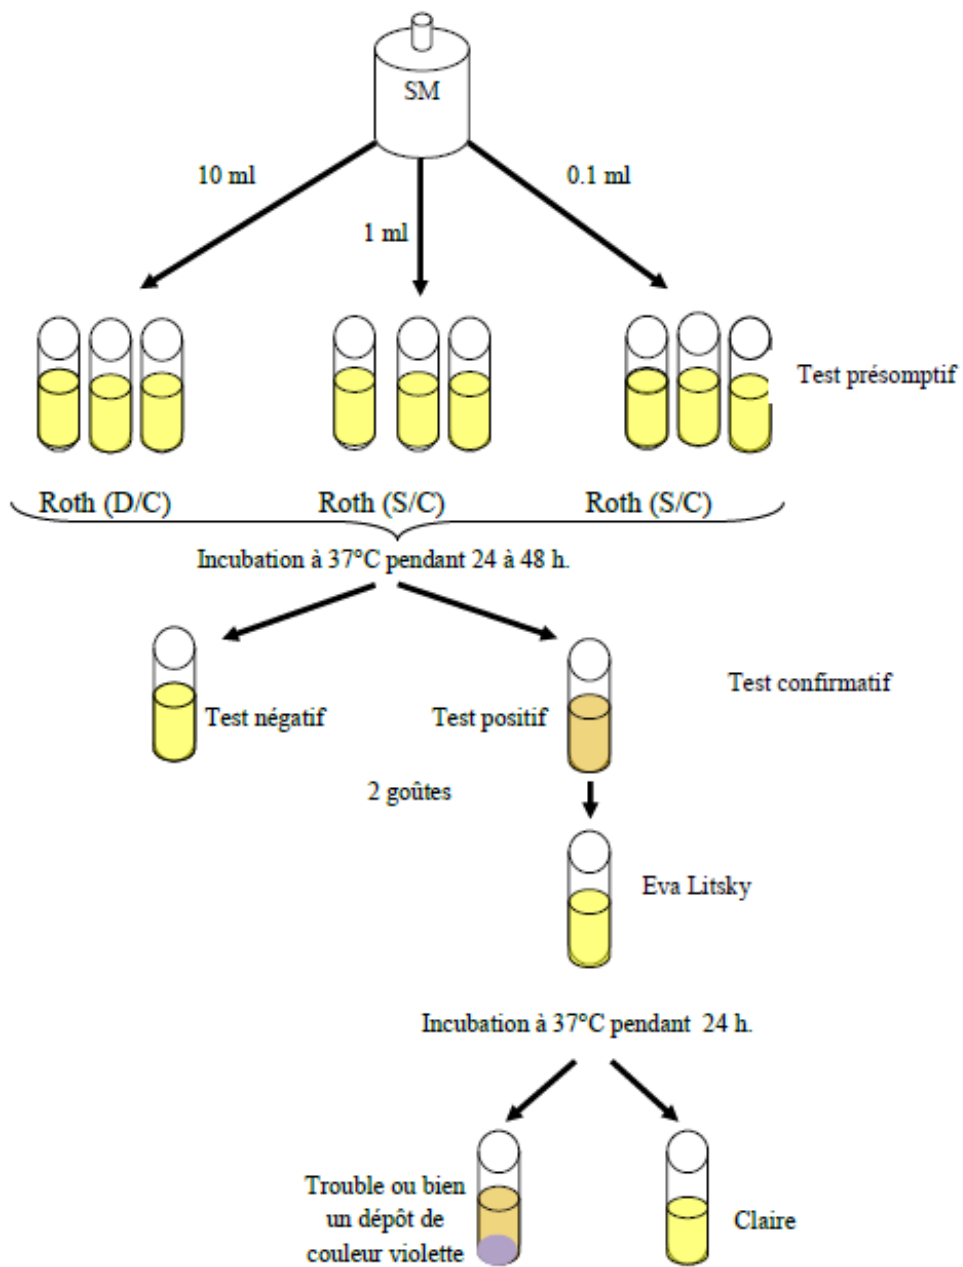 SM
10 ml
0.1 ml
1 ml
Test présomptif
Roth (D/C)
Roth (S/C)
Roth (S/C)
Incubation à 37°C pendant 24 à 48 h.
Test confirmatif
Test négatif
Test positif
2 goûtes
Eva Litsky
Incubation à 37°C pendant 24 h.
Trouble ou bien
un dépôt de
couleur violette
Claire